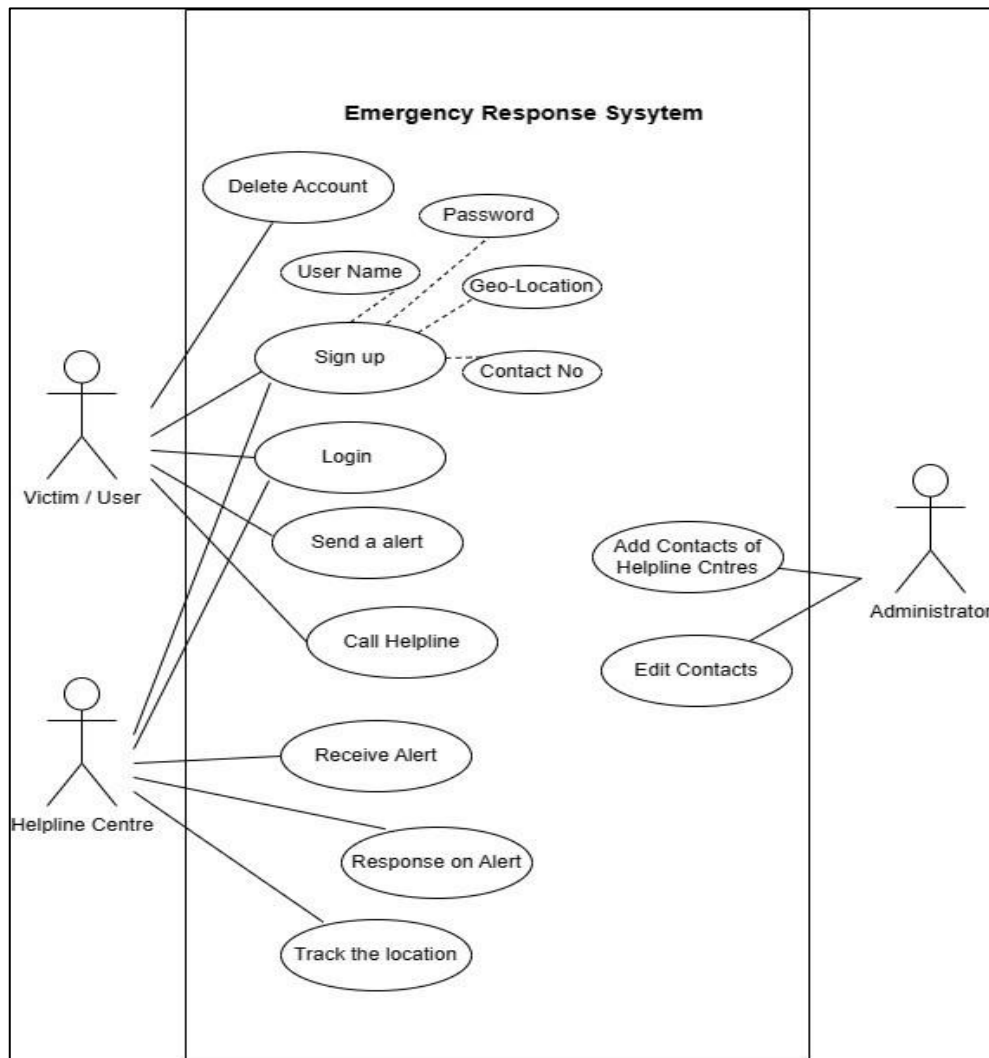 Emergency Response Sysytem
Delete Account
Password
User Name
Geo-Location
Sign up
Contact No
Login
Victim / User
Send a alert
Add Contacts of
Helpline Cntres
Administrator
Call Helpline
Edit Contacts
Receive Alert
Helpline Centre
Response on Alert
Track the location